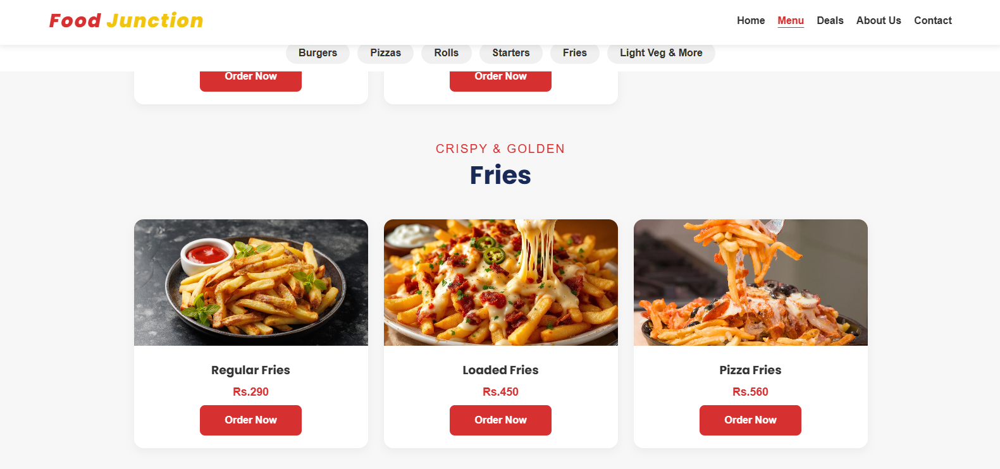 Food Junction
Home Menu Deals About Us Contact
Burgers Pizzas Rolls Starters Fries Light Veg & More
Order Now Order Now
CRISPY & GOLDEN
Fries
Regular Fries Loaded Fries Pizza Fries
Rs.290 Rs.450 Rs.560
Order Now Order Now Order Now